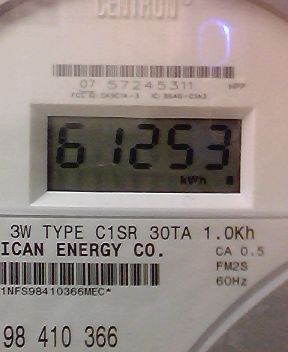 CENTRON®
07 57245311 MPP
61253
kWh
3W TYPE C1SR 30TA 1.0Kh
ICAN ENERGY CO. CA 0.5
FM2S
1NFS98410366MEC* 60Hz
98 410 366